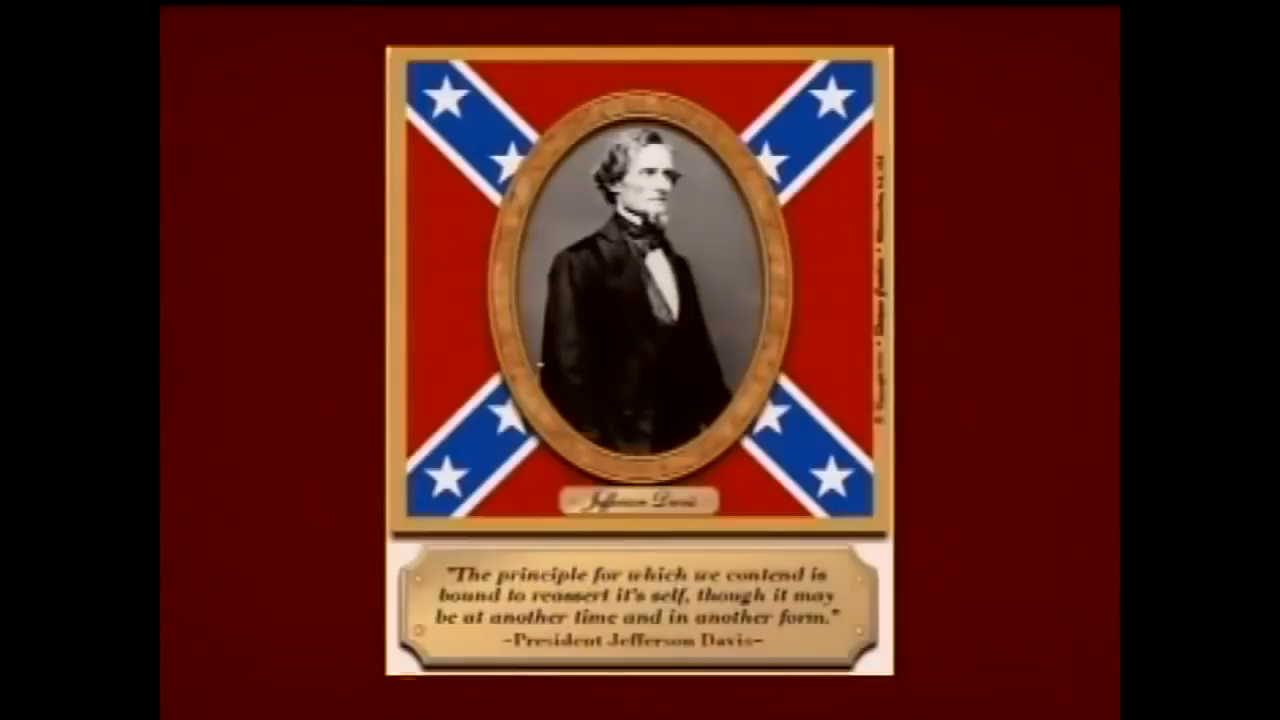 Jefferson Davis
"The principle for which we contend is
bound to reassert it's self, though it may
be at another time and in another form."
~President Jefferson Davis~